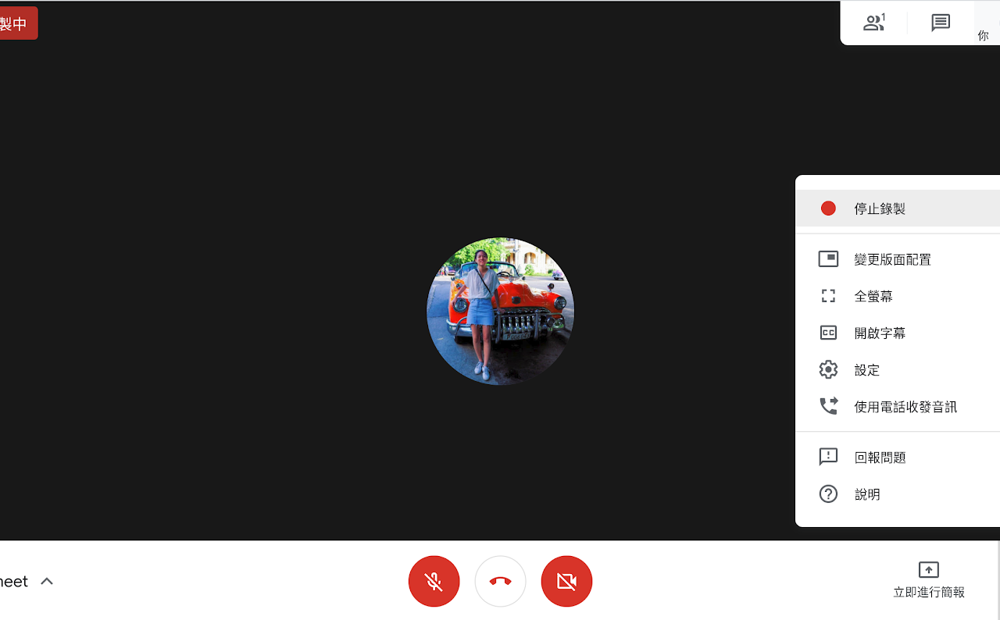 製中
1
你
停止錄製
變更版面配置
全螢幕
開啟字幕
設定
使用電話收發音訊
回報問題
說明
neet
立即進行簡報